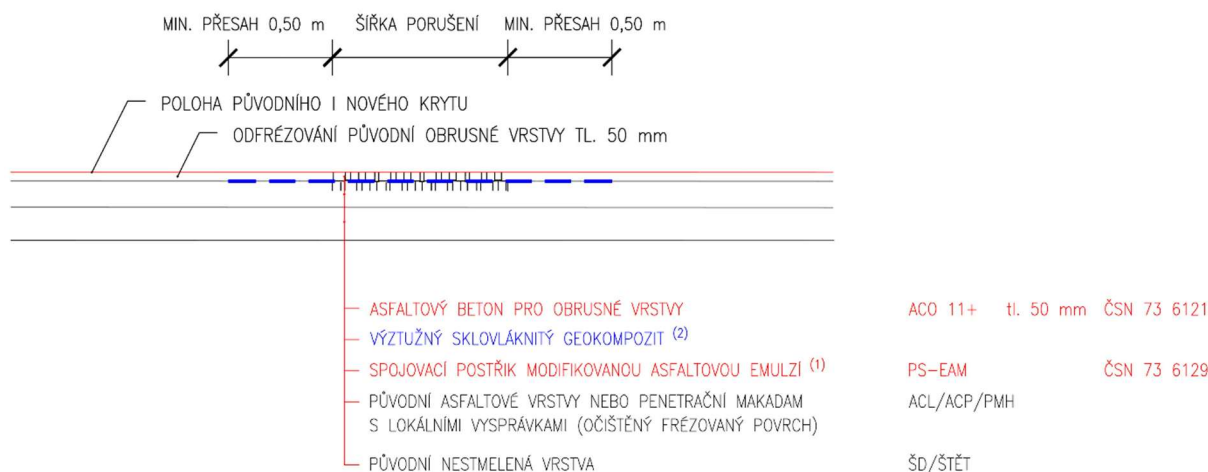 MIN. PŘESAH 0,50 m ŠÍŘKA PORUŠENÍ MIN. PŘESAH 0,50 m
POLOHA PŮVODNÍHO I NOVÉHO KRYTU
ODFRÉZOVÁNÍ PŮVODNÍ OBRUSNÉ VRSTVY TL. 50 mm
ASFALTOVÝ BETON PRO OBRUSNÉ VRSTVY ACO 11+ tl. 50 mm ČSN 73 6121
VÝZTUŽNÝ SKLOVLÁKNITÝ GEOKOMPOZIT (2)
SPOJOVACÍ POSTŘIK MODIFIKOVANOU ASFALTOVOU EMULZÍ (1) PS-EAM ČSN 73 6129
PŮVODNÍ ASFALTOVÉ VRSTVY NEBO PENETRAČNÍ MAKADAM ACL/ACP/PMH
S LOKÁLNÍMI VYSPRÁVKAMI (OČIŠTĚNÝ FRÉZOVANÝ POVRCH)
PŮVODNÍ NESTMELENÁ VRSTVA ŠD/ŠTĚT